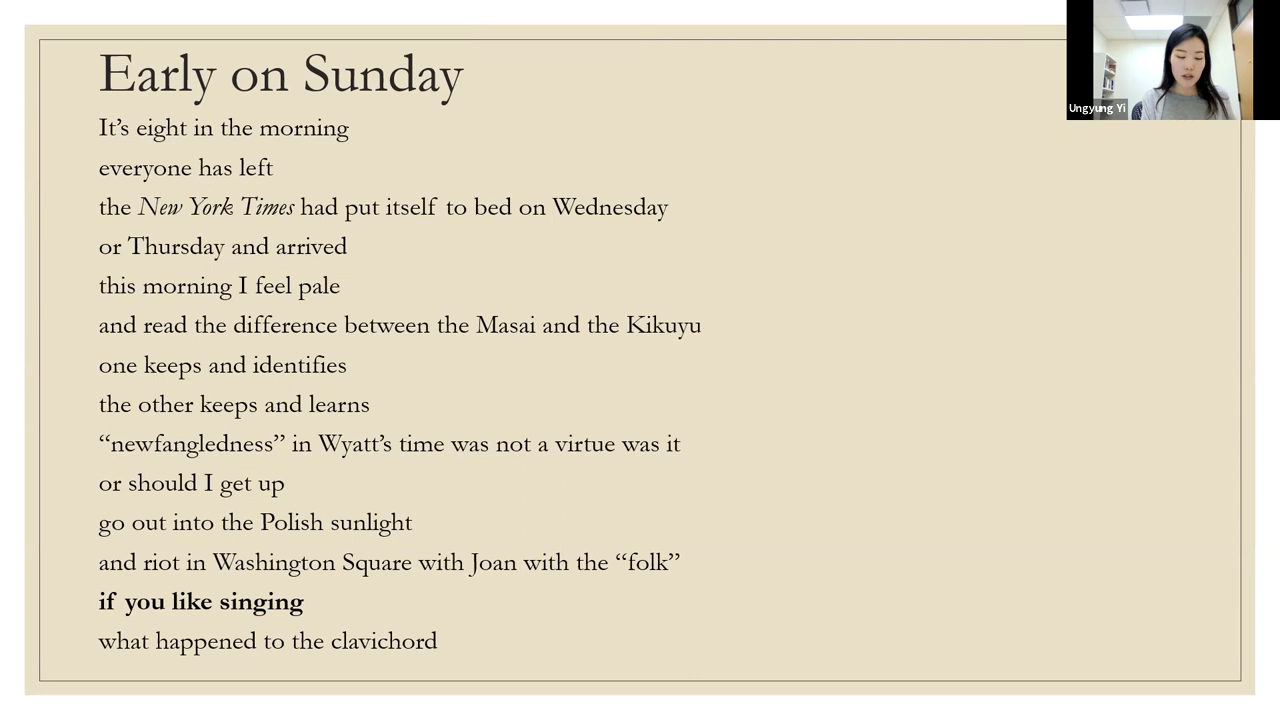 Early on Sunday
It’s eight in the morning
everyone has left
the New York Times had put itself to bed on Wednesday
or Thursday and arrived
this morning I feel pale
and read the difference between the Masai and the Kikuyu
one keeps and identifies
the other keeps and learns
“newfangledness” in Wyatt’s time was not a virtue was it
or should I get up
go out into the Polish sunlight
and riot in Washington Square with Joan with the “folk”
if you like singing
what happened to the clavichord
Ungyung Yi